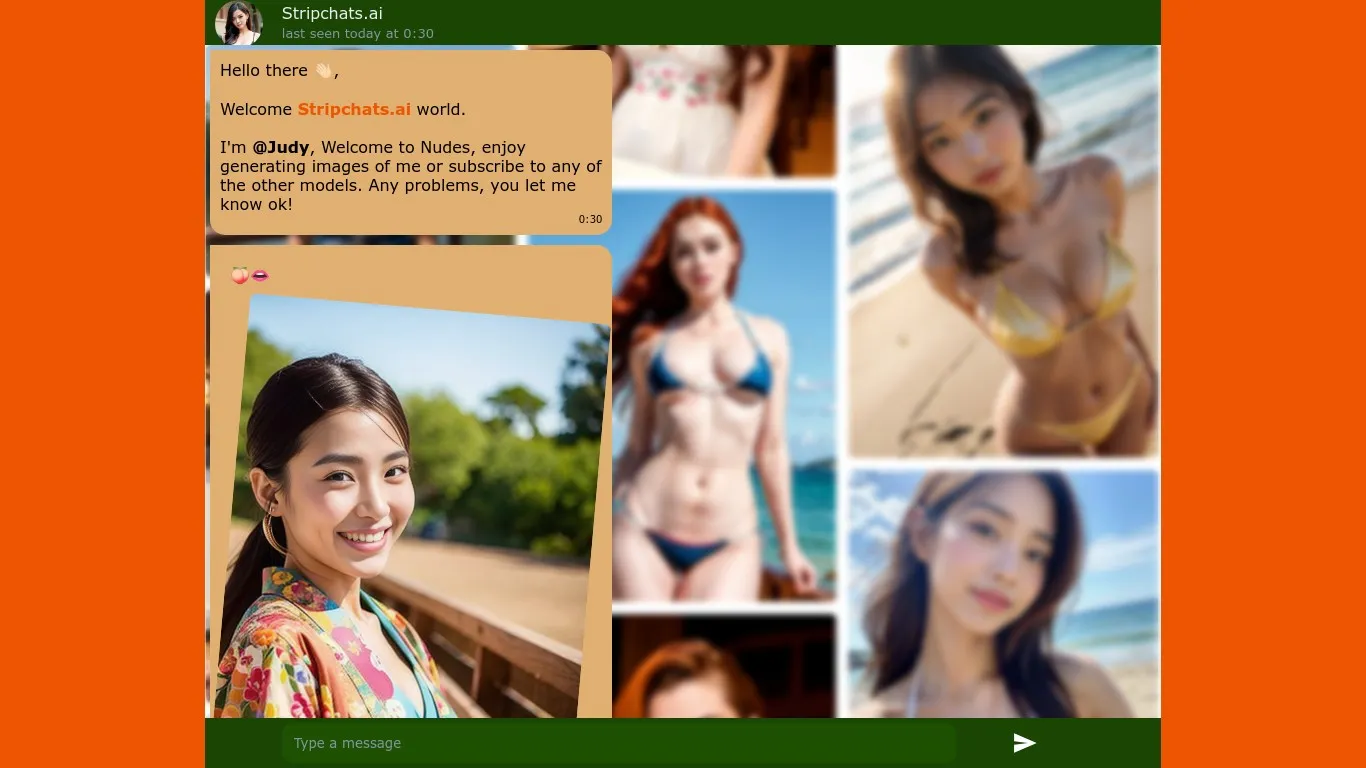 Stripchats.ai
last seen today at 0:30
Hello there 👋🏻,
Welcome Stripchats.ai world.
I'm @Judy, Welcome to Nudes, enjoy
generating images of me or subscribe to any of
the other models. Any problems, you let me
know ok!
0:30
🍑👄
Type a message